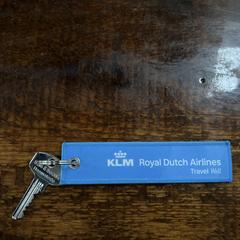 KLM Royal Dutch Airlines
Travel Well